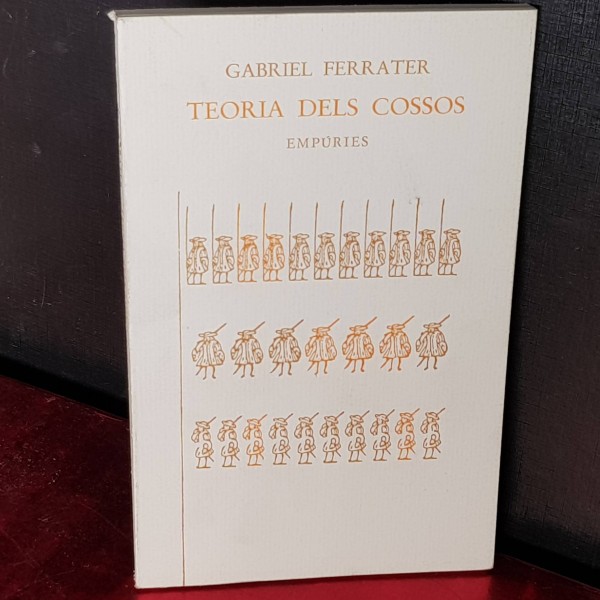 GABRIEL FERRATER
TEORIA DELS COSSOS
EMPÚRIES